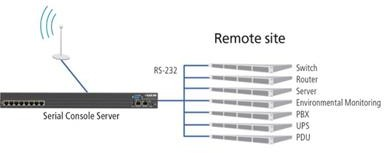 Remote site
RS-232
Switch
Router
Server
Environmental Monitoring
PBX
UPS
PDU
Serial Console Server